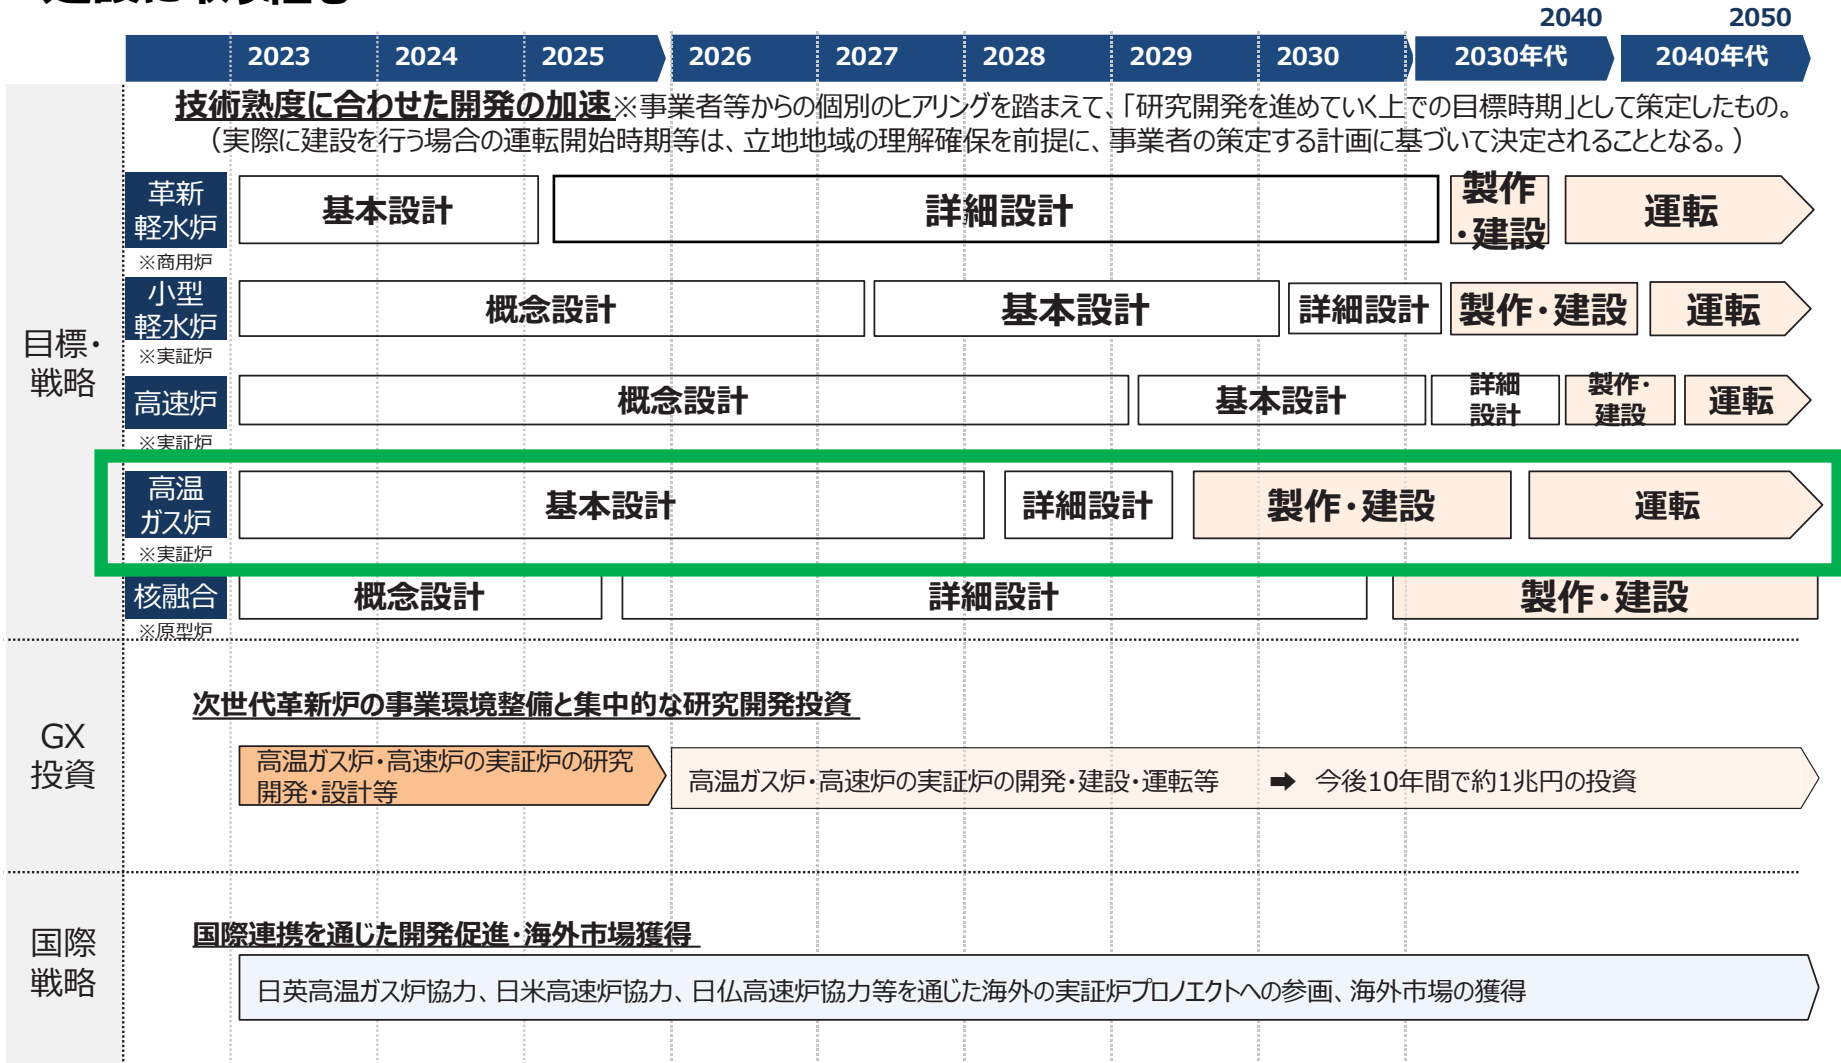 2040 2050
2023 2024 2025 2026 2027 2028 2029 2030 2030年代 2040年代
技術熟度に合わせた開発の加速※事業者等からの個別のヒアリングを踏まえて、「研究開発を進めていく上での目標時期」として策定したもの。
（実際に建設を行う場合の運転開始時期等は、立地地域の理解確保を前提に、事業者の策定する計画に基づいて決定されることとなる。）
目標・
戦略
革新
軽水炉
※商用炉
基本設計 詳細設計 製作
・建設 運転
小型
軽水炉
※実証炉
概念設計 基本設計 詳細設計 製作・建設 運転
高速炉
※実証炉
概念設計 基本設計 詳細
設計 製作・
建設 運転
高温
ガス炉
※実証炉
基本設計 詳細設計 製作・建設 運転
核融合
※原型炉
概念設計 詳細設計 製作・建設
GX
投資
次世代革新炉の事業環境整備と集中的な研究開発投資
高温ガス炉・高速炉の実証炉の研究
開発・設計等
高温ガス炉・高速炉の実証炉の開発・建設・運転等 ➡ 今後10年間で約1兆円の投資
国際
戦略
国際連携を通じた開発促進・海外市場獲得
日英高温ガス炉協力、日米高速炉協力、日仏高速炉協力等を通じた海外の実証炉プロノエクトへの参画、海外市場の獲得